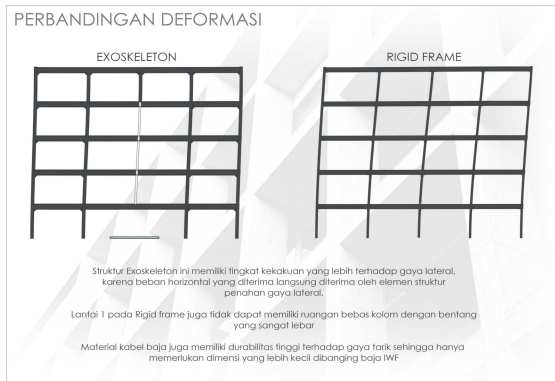 PERBANDINGAN DEFORMASI
EXOSKELETON
RIGID FRAME
Struktur Exoskeleton ini memiliki tingkat kekakuan yang lebih terhadap gaya lateral,
karena beban horizontal yang diterima langsung diterima oleh elemen struktur
penahan gaya lateral.
Lantai 1 pada Rigid frame juga tidak dapat memiliki ruangan bebas kolom dengan bentang
yang sangat lebar
Material kabel baja juga memiliki durabilitas tinggi terhadap gaya tarik sehingga hanya
memerlukan dimensi yang lebih kecil dibanging baja IWF